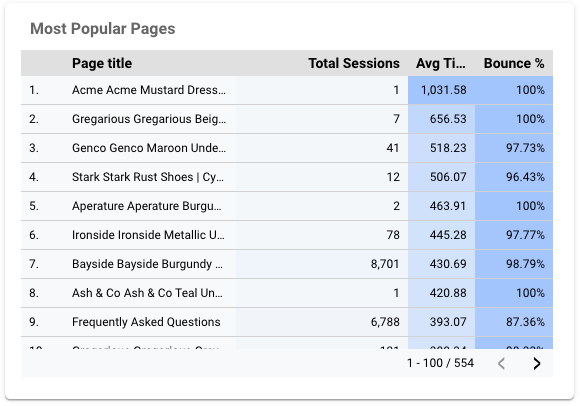 Most Popular Pages
Page title Total Sessions Avg Ti... Bounce %
1. Acme Acme Mustard Dress... 1 1,031.58 100%
2. Gregarious Gregarious Beig... 7 656.53 100%
3. Genco Genco Maroon Unde... 41 518.23 97.73%
4. Stark Stark Rust Shoes | Cy... 12 506.07 96.43%
5. Aperature Aperature Burgu... 2 463.91 100%
6. Ironside Ironside Metallic U... 78 445.28 97.77%
7. Bayside Bayside Burgundy ... 8,701 430.69 98.79%
8. Ash & Co Ash & Co Teal Un... 1 420.88 100%
9. Frequently Asked Questions 6,788 393.07 87.36%
1 - 100 / 554